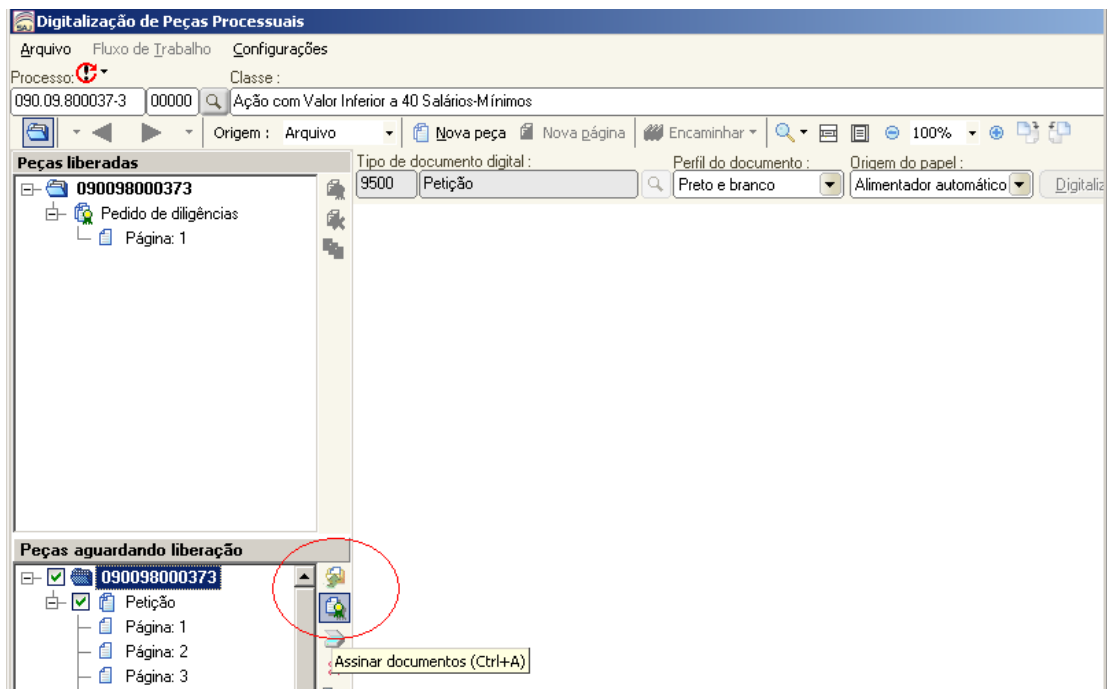 SAJ Digitalização de Peças Processuais
Arquivo Fluxo de Trabalho Configurações
Processo: Classe :
090.09.800037-3 00000 Ação com Valor Inferior a 40 Salários-Mínimos
Origem : Arquivo Nova peça Nova página Encaminhar 100%
Peças liberadas
Tipo de documento digital : Perfil do documento : Origem do papel :
9500 Petição Preto e branco Alimentador automático Digitaliz
090098000373
Pedido de diligências
Página: 1
Peças aguardando liberação
090098000373
Petição
Página: 1
Página: 2
Página: 3
Assinar documentos (Ctrl+A)